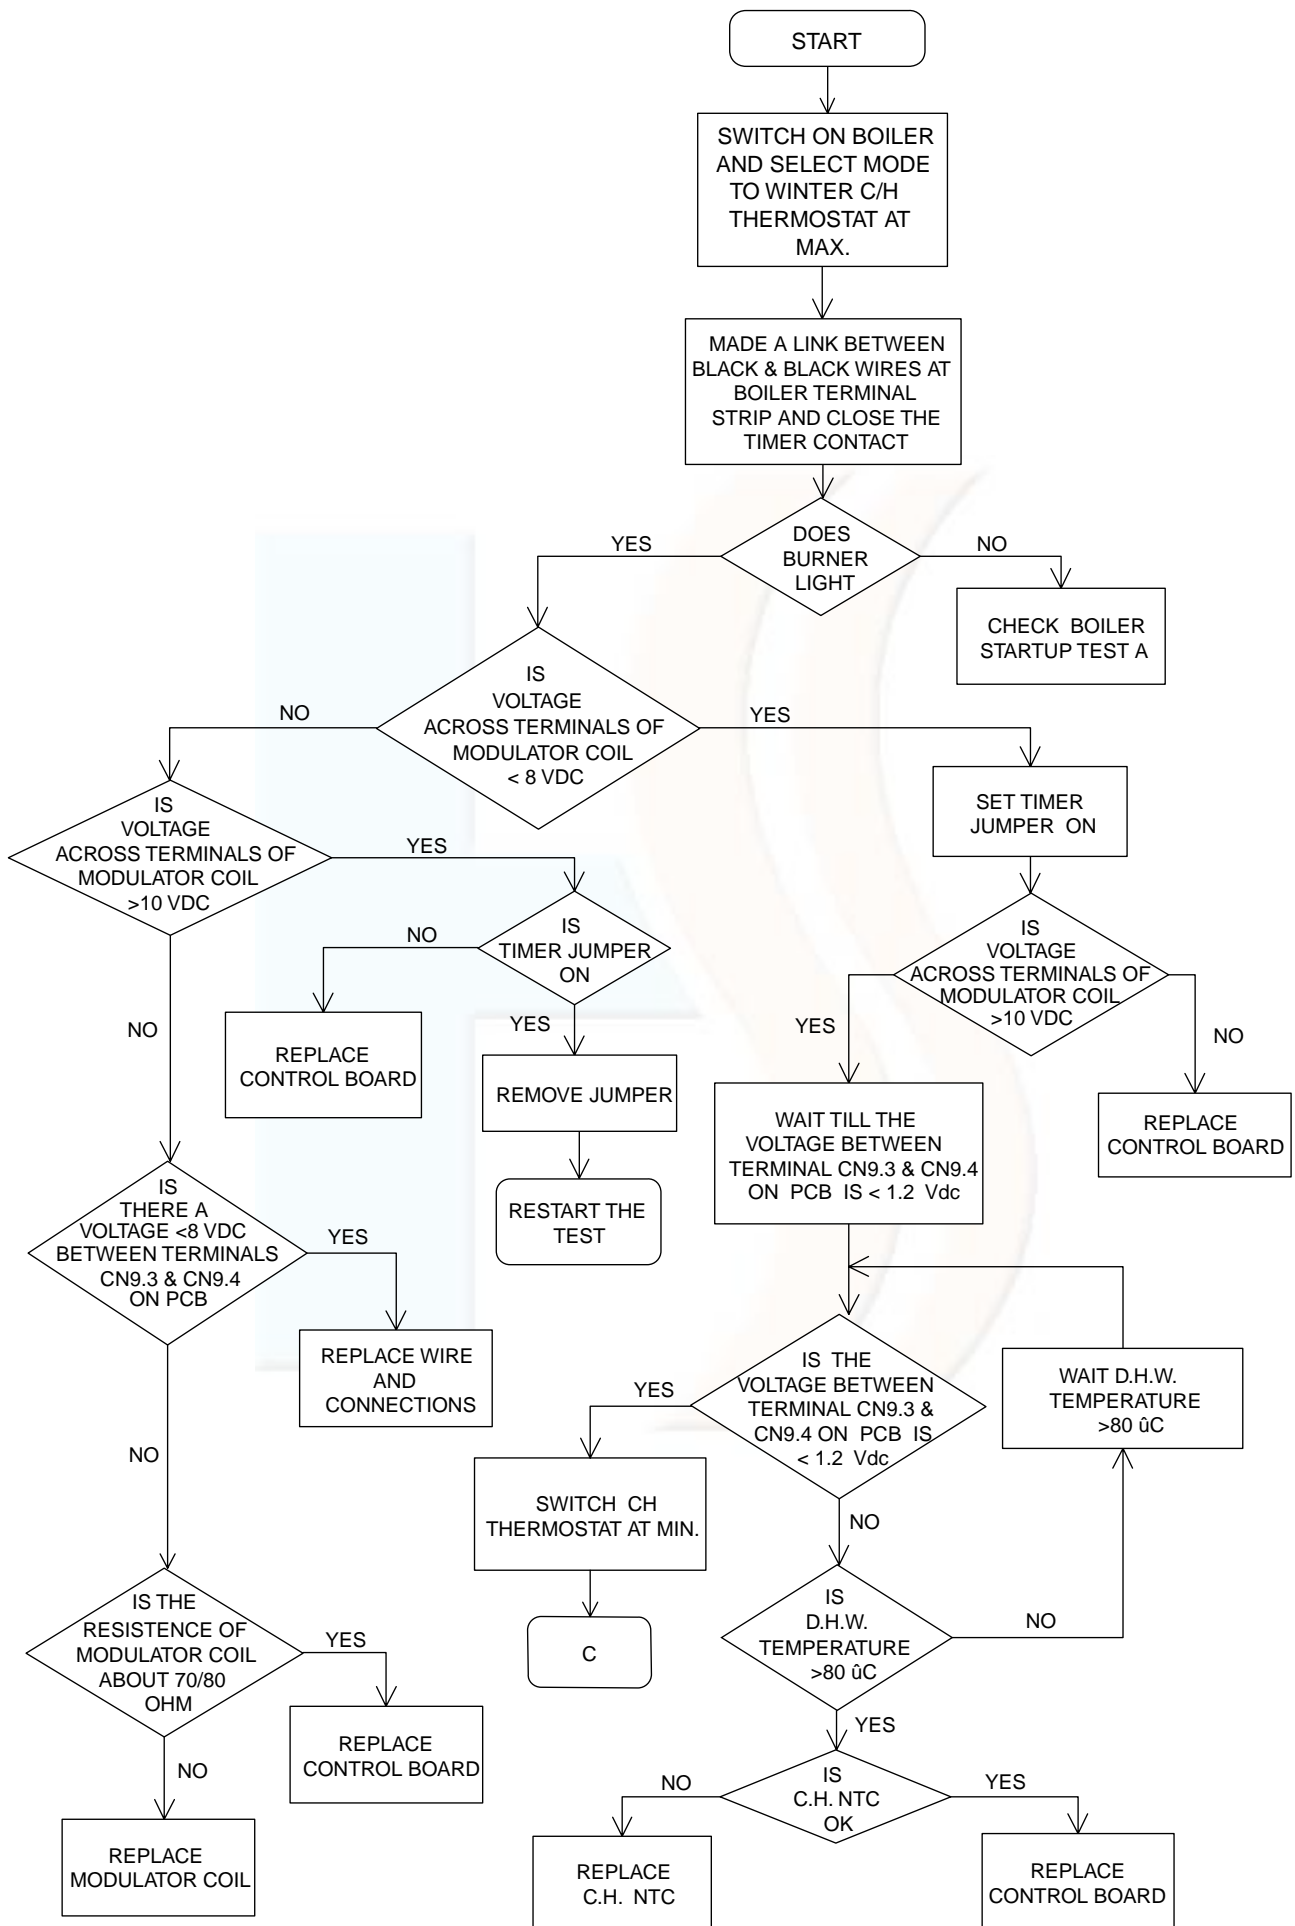 START
SWITCH ON BOILER
AND SELECT MODE
TO WINTER C/H
THERMOSTAT AT
MAX.
MADE A LINK BETWEEN
BLACK & BLACK WIRES AT
BOILER TERMINAL
STRIP AND CLOSE THE
TIMER CONTACT
DOES
BURNER
LIGHT
YES
NO
CHECK BOILER
STARTUP TEST A
IS
VOLTAGE
ACROSS TERMINALS OF
MODULATOR COIL
< 8 VDC
NO
YES
IS
VOLTAGE
ACROSS TERMINALS OF
MODULATOR COIL
>10 VDC
YES
NO
SET TIMER
JUMPER ON
IS
TIMER JUMPER
ON
NO
YES
REPLACE
CONTROL BOARD
REMOVE JUMPER
RESTART THE
TEST
IS
VOLTAGE
ACROSS TERMINALS OF
MODULATOR COIL
>10 VDC
YES
NO
REPLACE
CONTROL BOARD
WAIT TILL THE
VOLTAGE BETWEEN
TERMINAL CN9.3 & CN9.4
ON PCB IS < 1.2 Vdc
IS
THERE A
VOLTAGE <8 VDC
BETWEEN TERMINALS
CN9.3 & CN9.4
ON PCB
YES
NO
REPLACE WIRE
AND
CONNECTIONS
IS THE
VOLTAGE BETWEEN
TERMINAL CN9.3 &
CN9.4 ON PCB IS
< 1.2 Vdc
YES
NO
WAIT D.H.W.
TEMPERATURE
>80 ûC
SWITCH CH
THERMOSTAT AT MIN.
C
IS
D.H.W.
TEMPERATURE
>80 ûC
NO
YES
IS THE
RESISTENCE OF
MODULATOR COIL
ABOUT 70/80
OHM
YES
NO
REPLACE
CONTROL BOARD
REPLACE
MODULATOR COIL
IS
C.H. NTC
OK
NO
YES
REPLACE
C.H. NTC
REPLACE
CONTROL BOARD